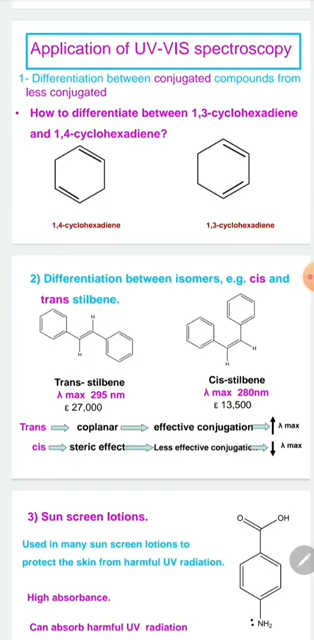 Application of UV-VIS spectroscopy
1- Differentiation between conjugated compounds from
less conjugated
• How to differentiate between 1,3-cyclohexadiene
and 1,4-cyclohexadiene?
1,4-cyclohexadiene 1,3-cyclohexadiene
2) Differentiation between isomers, e.g. cis and
trans stilbene.
H H
H H
Trans- stilbene Cis-stilbene
λ max 295 nm λ max 280nm
ε 27,000 ε 13,500
Trans coplanar effective conjugation λ max
cis steric effect Less effective conjugatic.. λ max
3) Sun screen lotions.
O OH
Used in many sun screen lotions to
protect the skin from harmful UV radiation.
High absorbance.
Can absorb harmful UV radiation
NH₂